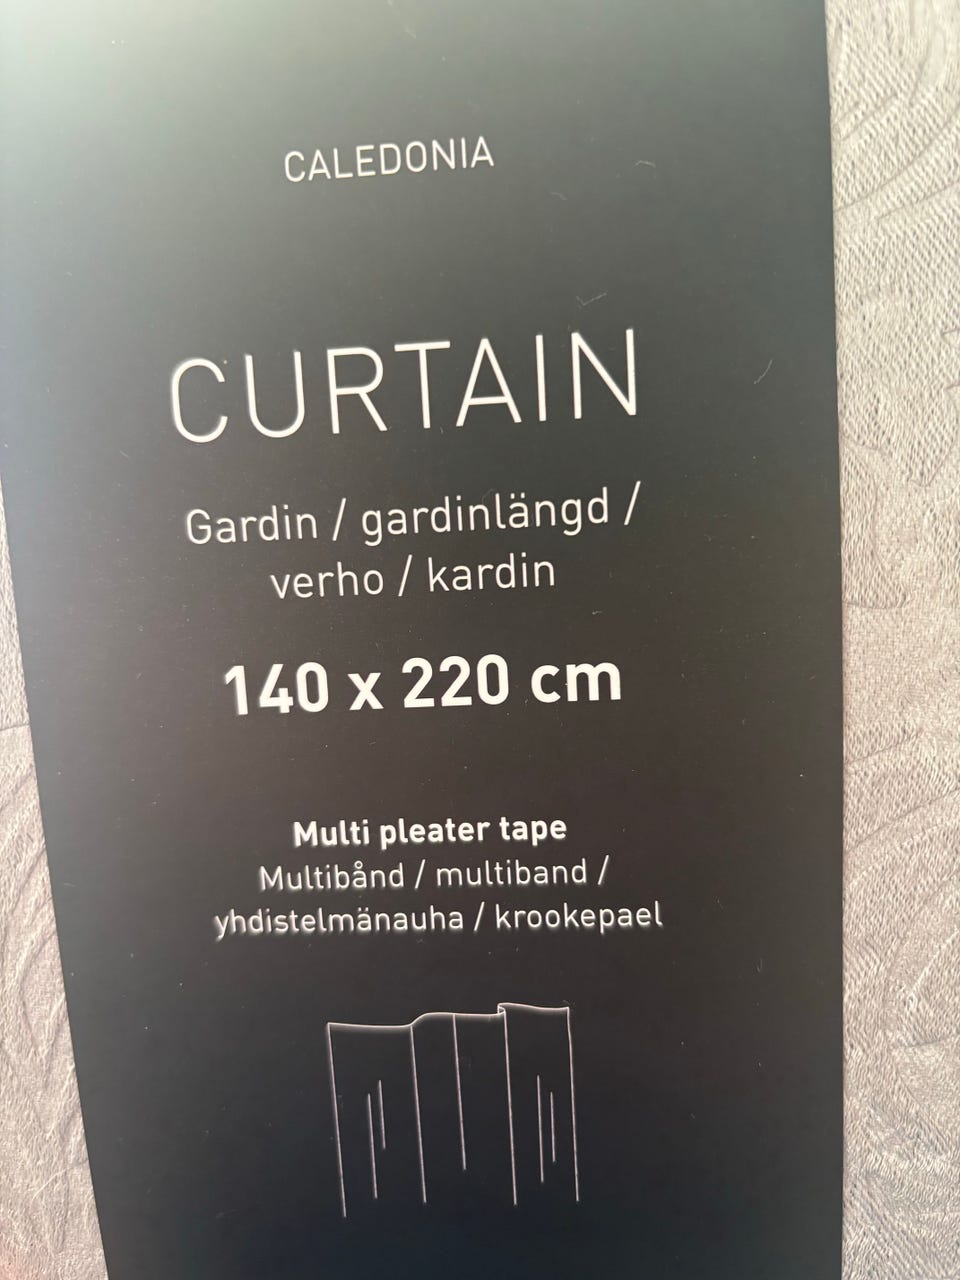 CALEDONIA
CURTAIN
Gardin / gardinlängd /
verho / kardin
140 x 220 cm
Multi pleater tape
Multibånd / multiband /
yhdistelmänauha / krookepael